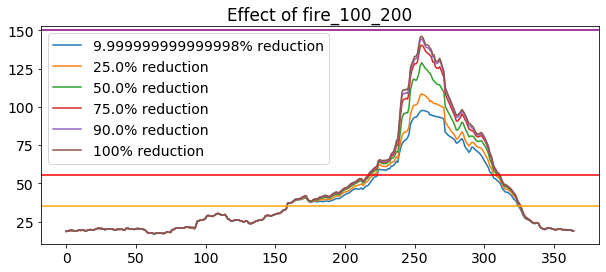 Effect of fire_100_200
150
125
100
75
50
25
9.999999999999998% reduction
25.0% reduction
50.0% reduction
75.0% reduction
90.0% reduction
100% reduction
0 50 100 150 200 250 300 350